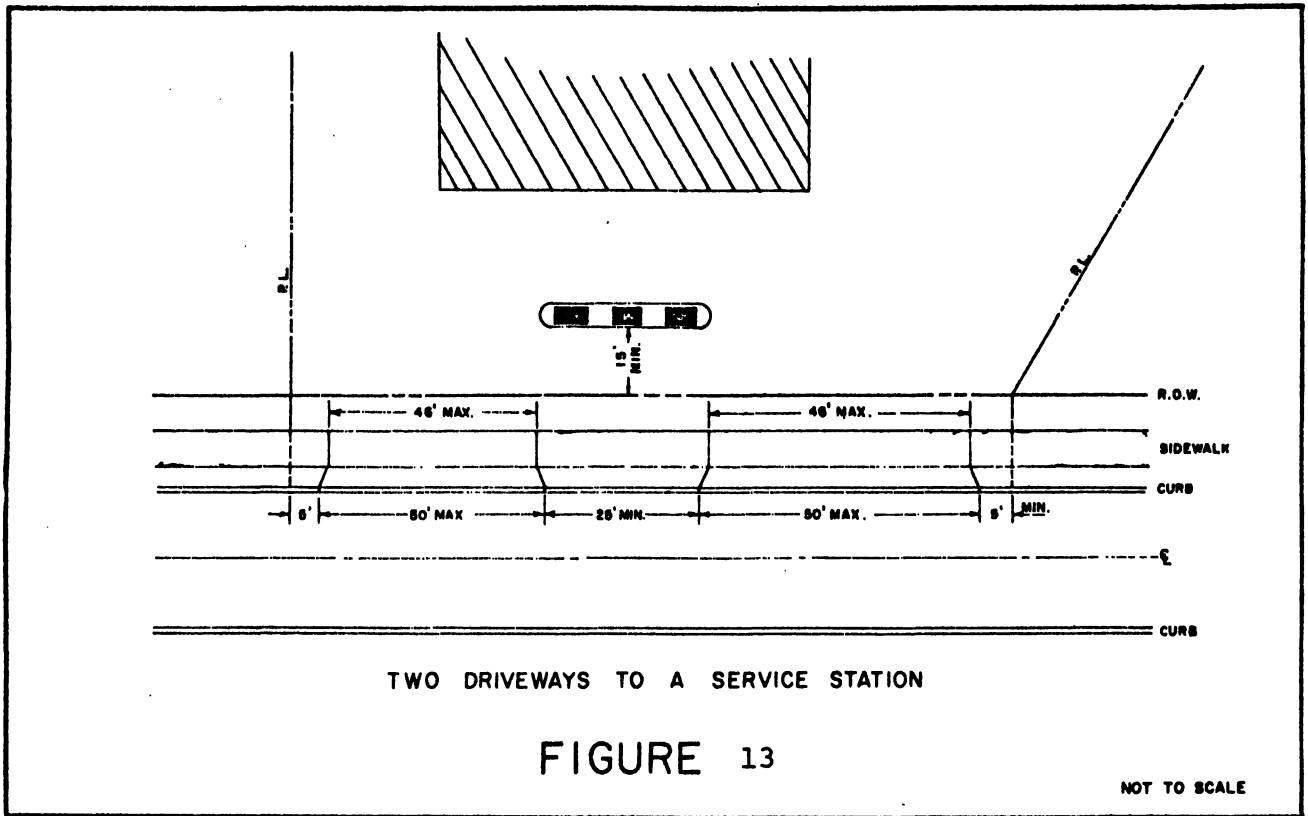 P.L.
P.L.
15' MIN.
R.O.W.
46' MAX.
46' MAX.
SIDEWALK
CURB
5'
50' MAX
25' MIN.
50' MAX.
5'
MIN.
℄
CURB
TWO DRIVEWAYS TO A SERVICE STATION
FIGURE 13
NOT TO SCALE